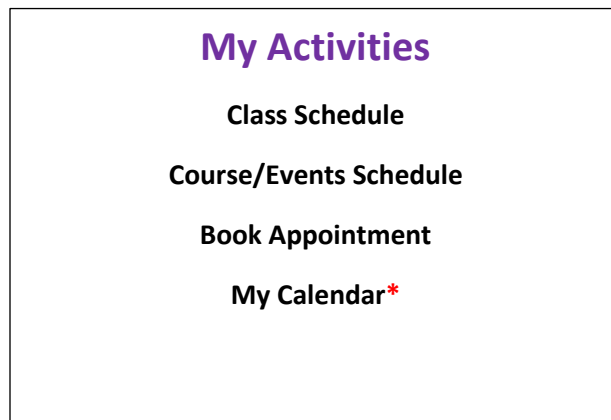 My Activities
Class Schedule
Course/Events Schedule
Book Appointment
My Calendar*